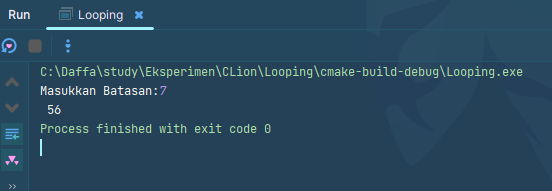 Run Looping
C:\Daffa\study\Eksperimen\CLion\Looping\cmake-build-debug\Looping.exe
Masukkan Batasan:7
56
Process finished with exit code 0